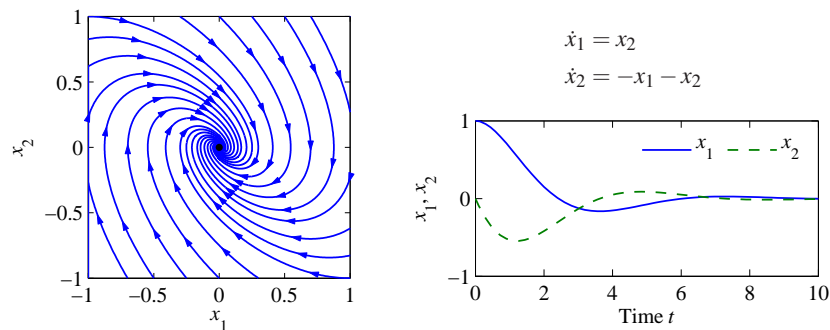 1
0.5
0
−0.5
−1
−1 −0.5 0 0.5 1
x₁
x₂
ẋ₁ = x₂
ẋ₂ = −x₁ − x₂
1
0
−1
x₁, x₂
x₁ x₂
0 2 4 6 8 10
Time t